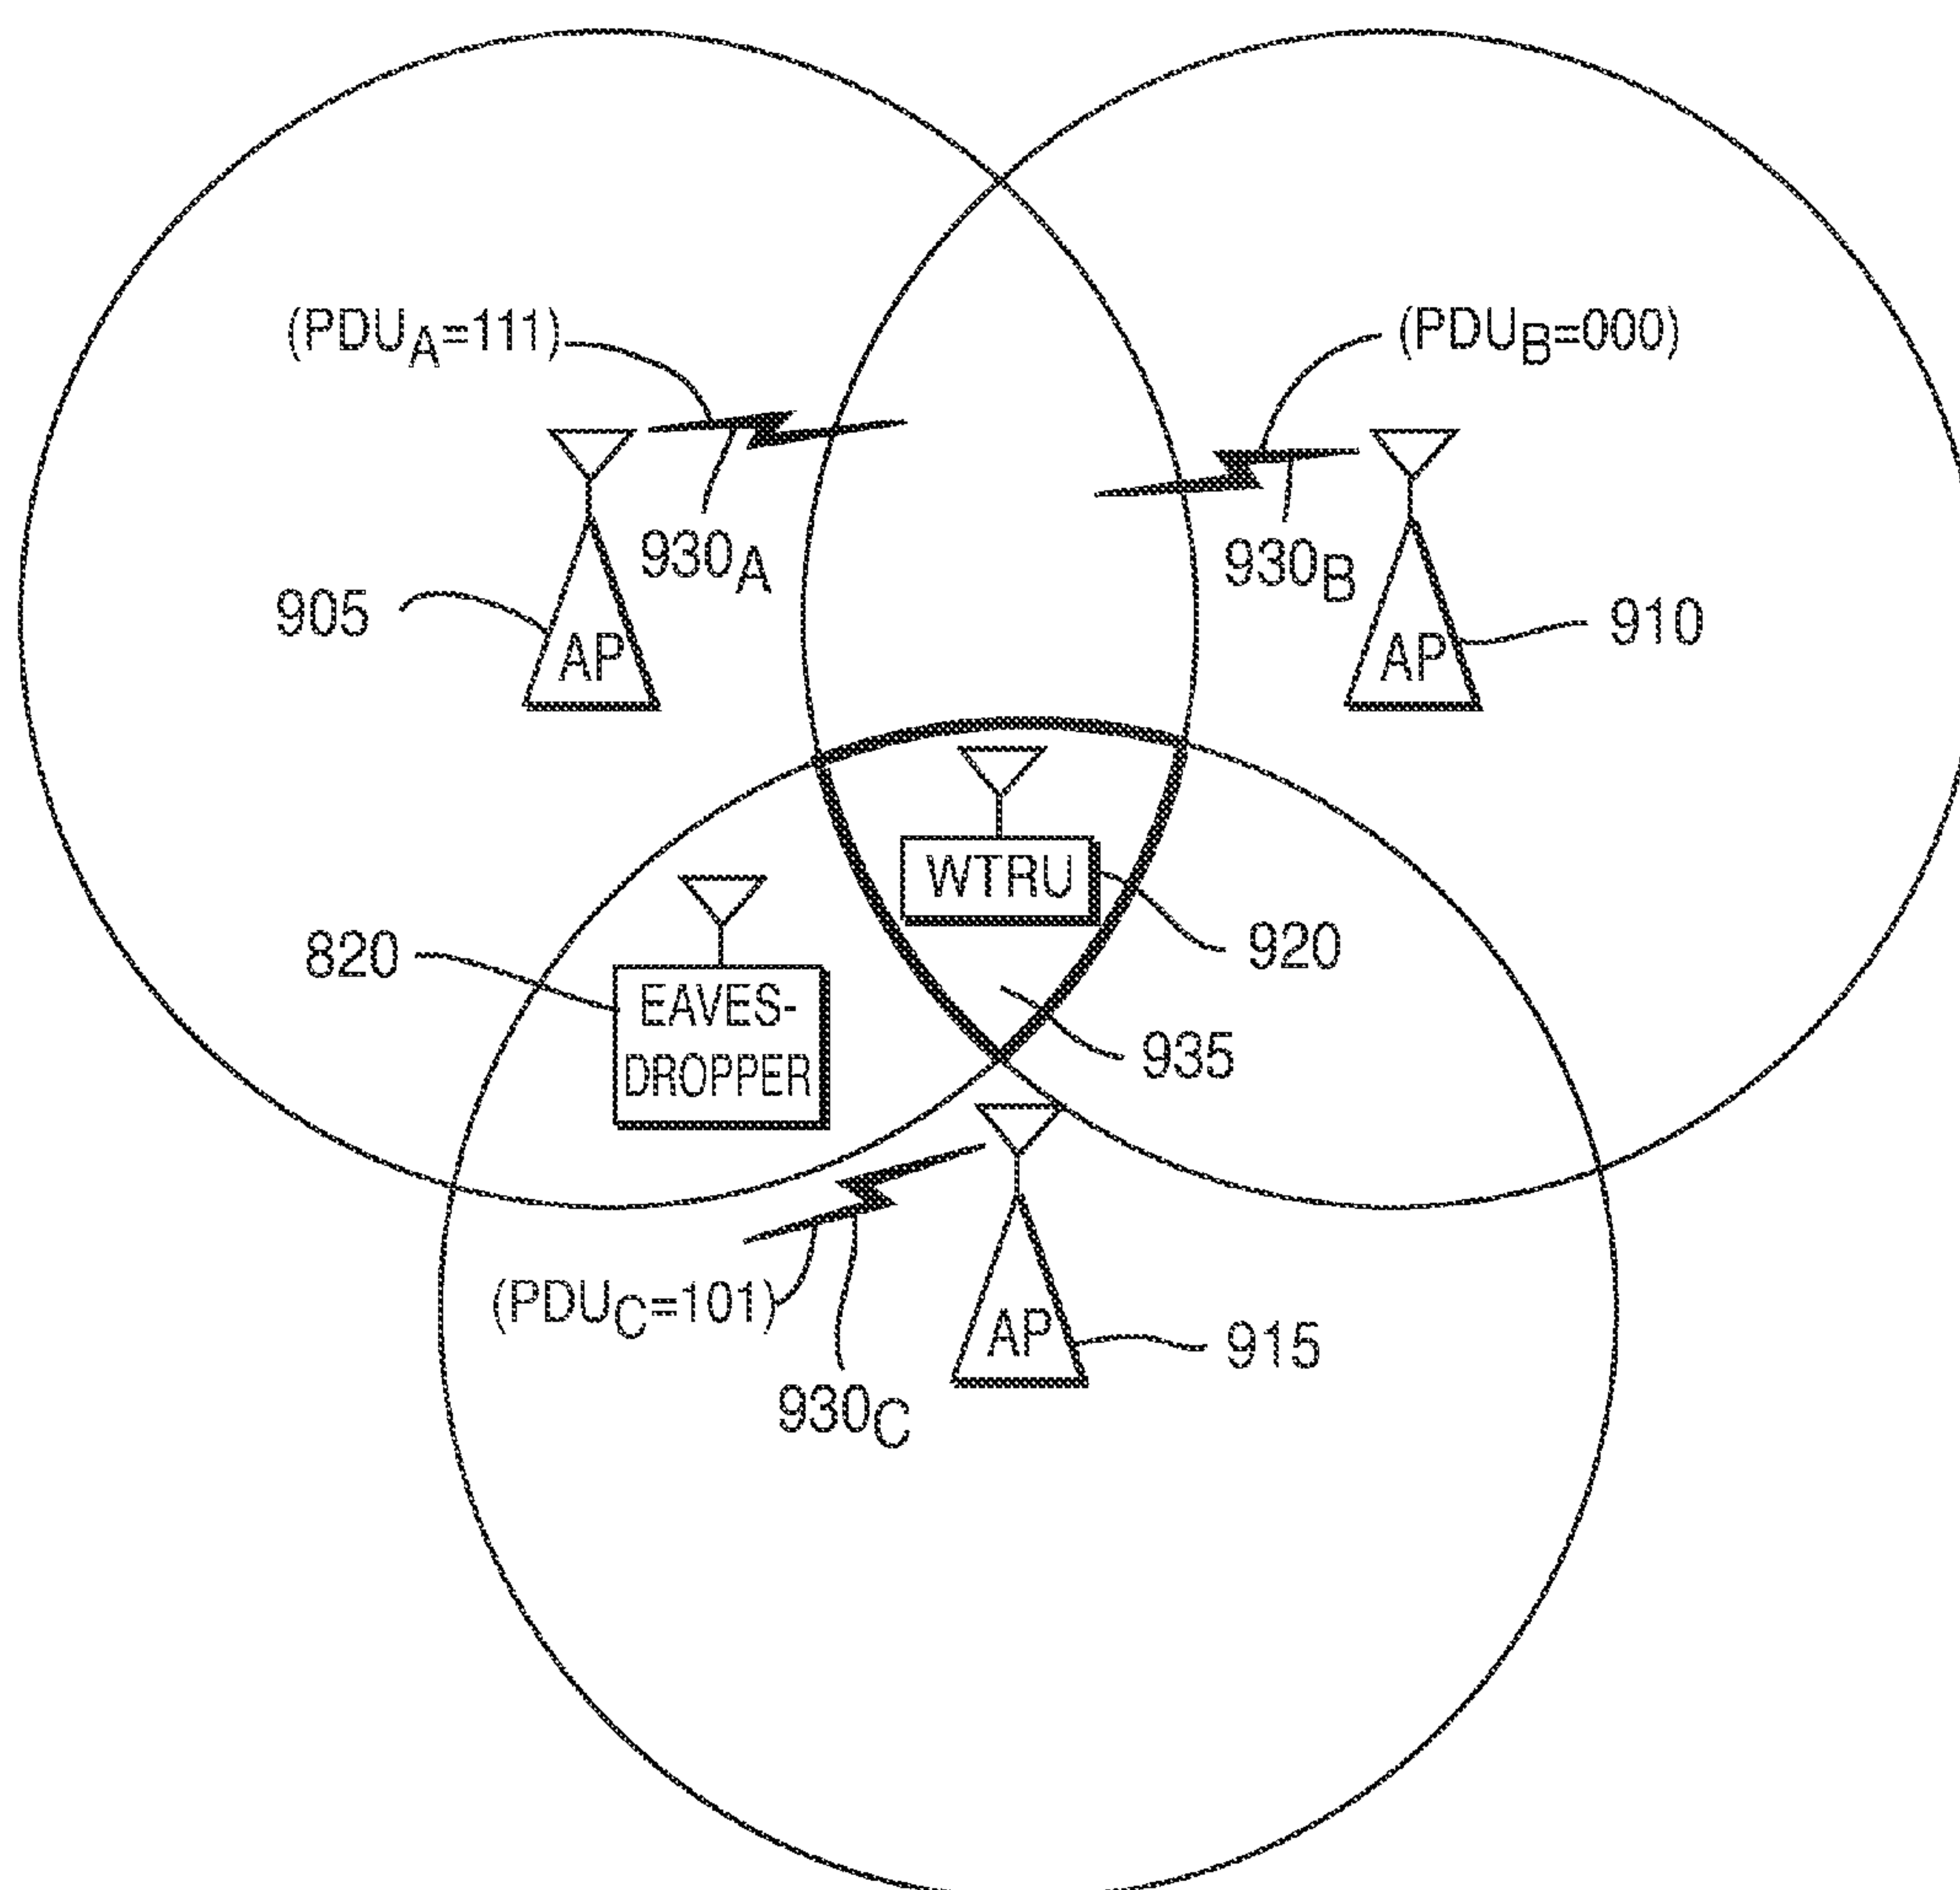 (PDUA=111)
(PDUB=000)
930A
930B
905
AP
AP
910
WTRU
820
EAVES-
DROPPER
920
935
(PDUC=101)
AP
915
930C